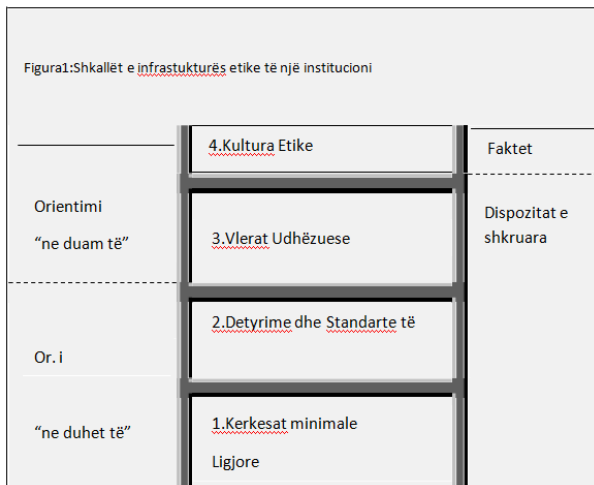 Figura1:Shkallët e infrastukturës etike të një institucioni
4.Kultura Etike
Faktet
Orientimi
“ne duam të”
3.Vlerat Udhëzuese
Dispozitat e
shkruara
2.Detyrime dhe Standarte të
Or. i
“ne duhet të”
1.Kerkesat minimale
Ligjore